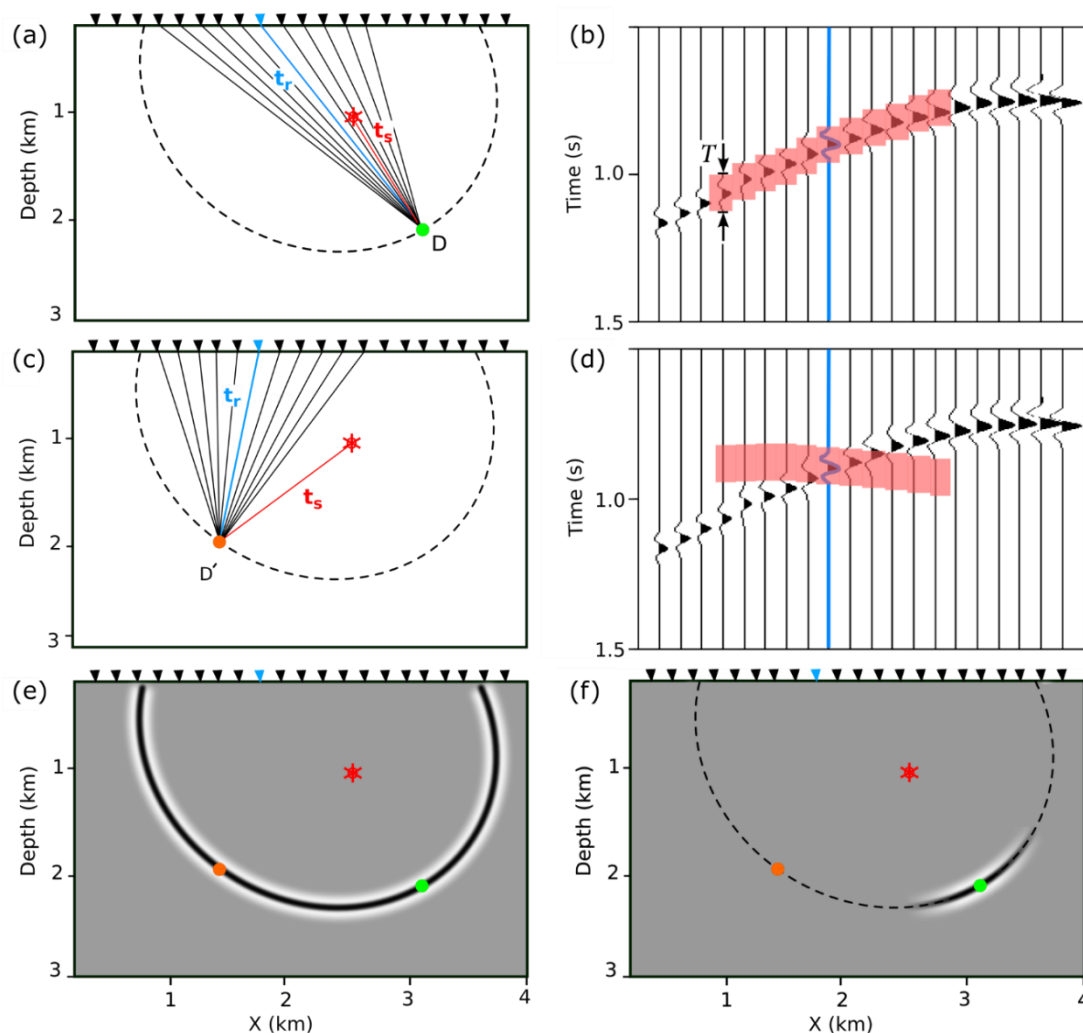 (a)
Depth (km)
1
2
3
t_r
t_s
D
(b)
Time (s)
1.0
1.5
T
(c)
Depth (km)
1
2
3
t_r
t_s
D'
(d)
Time (s)
1.0
1.5
(e)
Depth (km)
1
2
3
1 2 3 4
X (km)
(f)
Depth (km)
1
2
3
1 2 3 4
X (km)